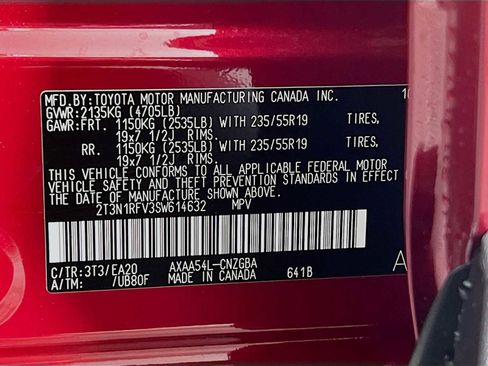 MFD.BY:TOYOTA MOTOR MANUFACTURING CANADA INC. 10
GVWR:2135KG (4705LB)
GAWR:FRT. 1150KG (2535LB) WITH 235/55R19 TIRES,
19x7 1/2J RIMS.
RR. 1150KG (2535LB) WITH 235/55R19 TIRES,
19x7 1/2J RIMS.
THIS VEHICLE CONFORMS TO ALL APPLICABLE FEDERAL MOTOR
VEHICLE SAFETY AND THEFT PREVENTION STANDARDS IN EFFECT
ON THE DATE OF MANUFACTURE SHOWN ABOVE.
2T3N1RFV3SW614632 MPV
C/TR:3T3/EA20 AXAA54L-CNZGBA A
A/TM: /UB80F MADE IN CANADA 641B